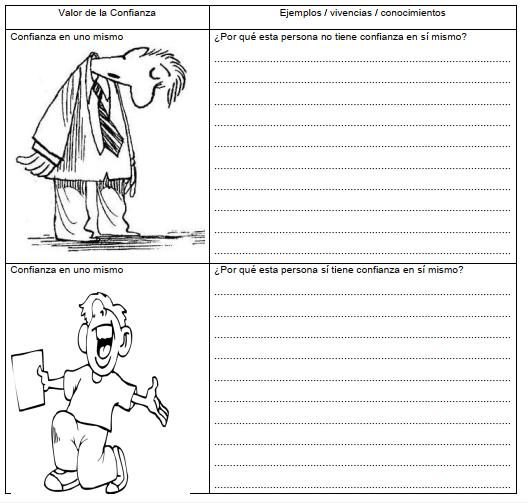 Valor de la Confianza
Ejemplos / vivencias / conocimientos
Confianza en uno mismo
¿Por qué esta persona no tiene confianza en sí mismo?
Confianza en uno mismo
¿Por qué esta persona sí tiene confianza en sí mismo?